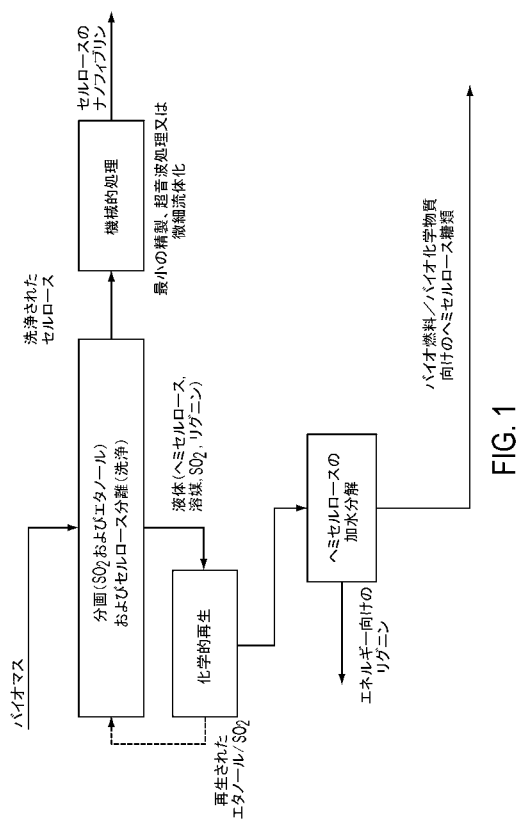 バイオマス
分画(SO₂およびエタノール)
およびセルロース分離(洗浄)
洗浄された
セルロース
機械的処理
最小の精製、超音波処理又は
微細流体化
セルロースの
ナノフィブリン
液体(ヘミセルロース,
溶媒,SO₂,リグニン)
化学的再生
再生された
エタノール/SO₂
ヘミセルロースの
加水分解
エネルギー向けの
リグニン
バイオ燃料/バイオ化学物質
向けのヘミセルロース糖類
FIG. 1